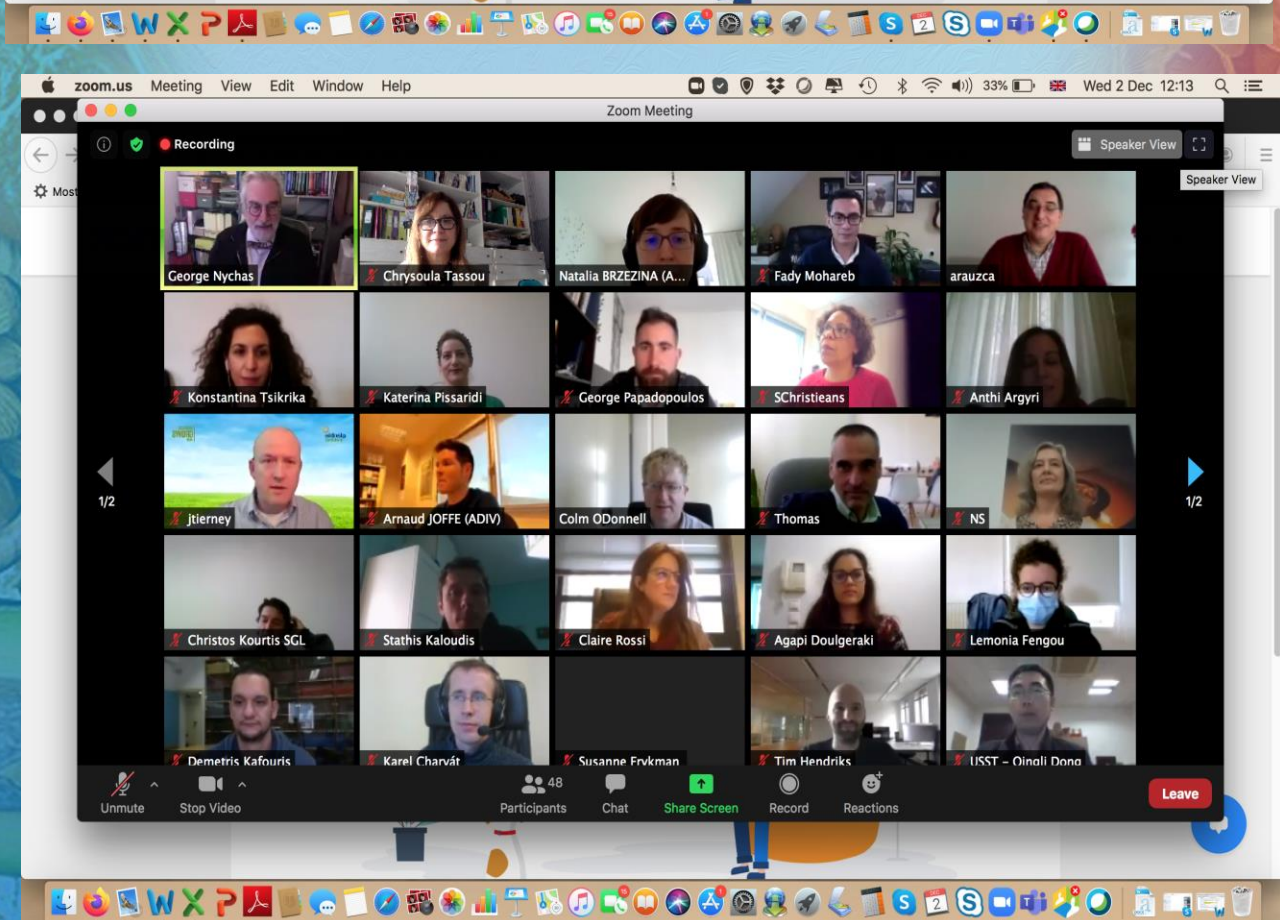 zoom.us Meeting View Edit Window Help 33% Wed 2 Dec 12:13
Zoom Meeting
Recording
Speaker View
Most
Speaker View
George Nychas
Chrysoula Tassou
Natalia BRZEZINA (A...
Fady Mohareb
arauzca
Konstantina Tsikrika
Katerina Pissaridi
George Papadopoulos
SChristieans
Anthi Argyri
jtierney
Arnaud JOFFE (ADIV)
Colm ODonnell
Thomas
NS
1/2
1/2
Christos Kourtis SGL
Stathis Kaloudis
Claire Rossi
Agapi Doulgeraki
Lemonia Fengou
Demetris Kafouris
Karel Charvát
Susanne Frykman
Tim Hendriks
USST - Qingli Dong
48
Unmute
Stop Video
Participants
Chat
Share Screen
Record
Reactions
Leave